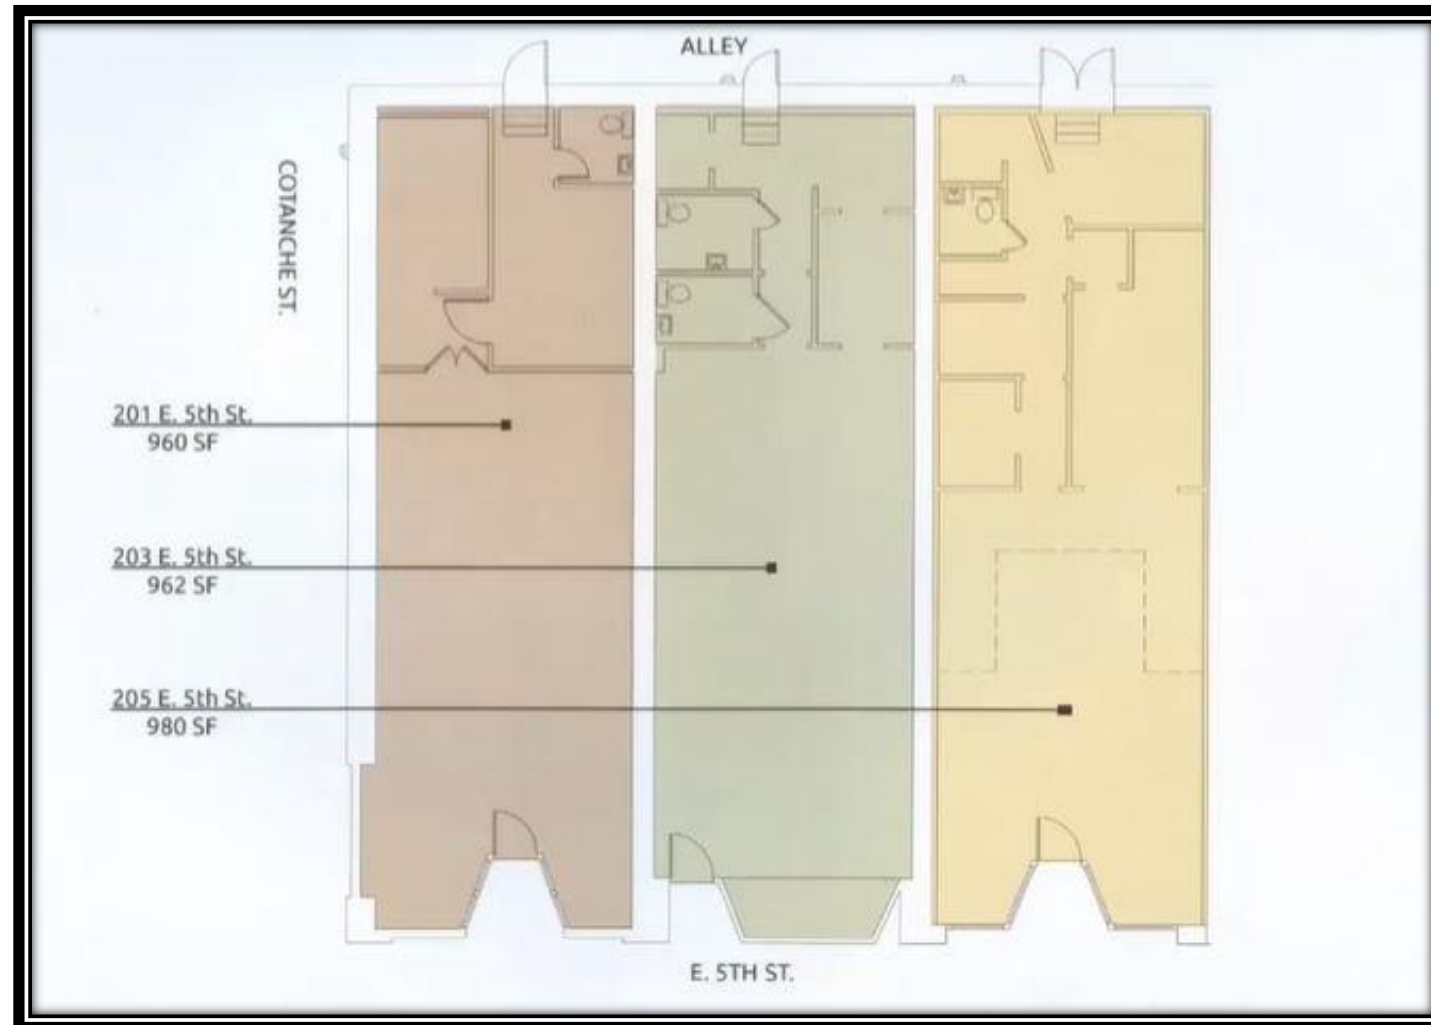 ALLEY
COTANCHE ST.
201 E. 5th St.
960 SF
203 E. 5th St.
962 SF
205 E. 5th St.
980 SF
E. 5TH ST.